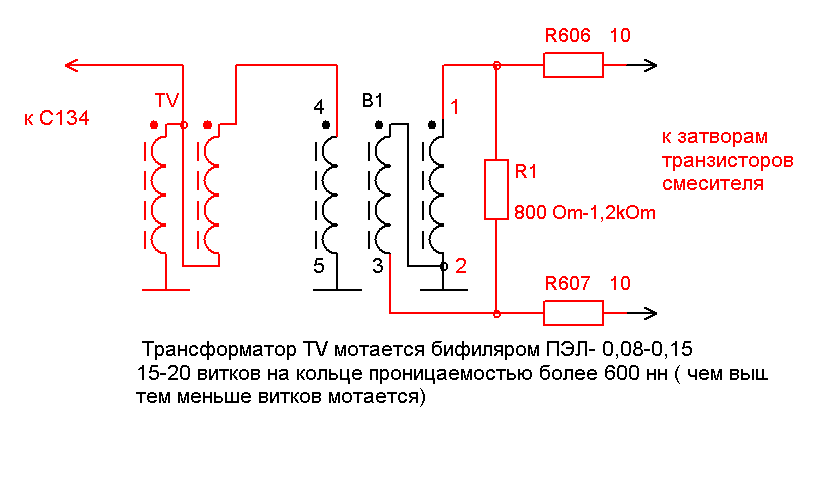 R606 10
TV
4
B1
1
к С134
к затворам
транзисторов
смесителя
R1
800 Om-1,2kOm
5
3
2
R607 10
Трансформатор TV мотается бифиляром ПЭЛ- 0,08-0,15
15-20 витков на кольце проницаемостью более 600 нн ( чем выш
тем меньше витков мотается)